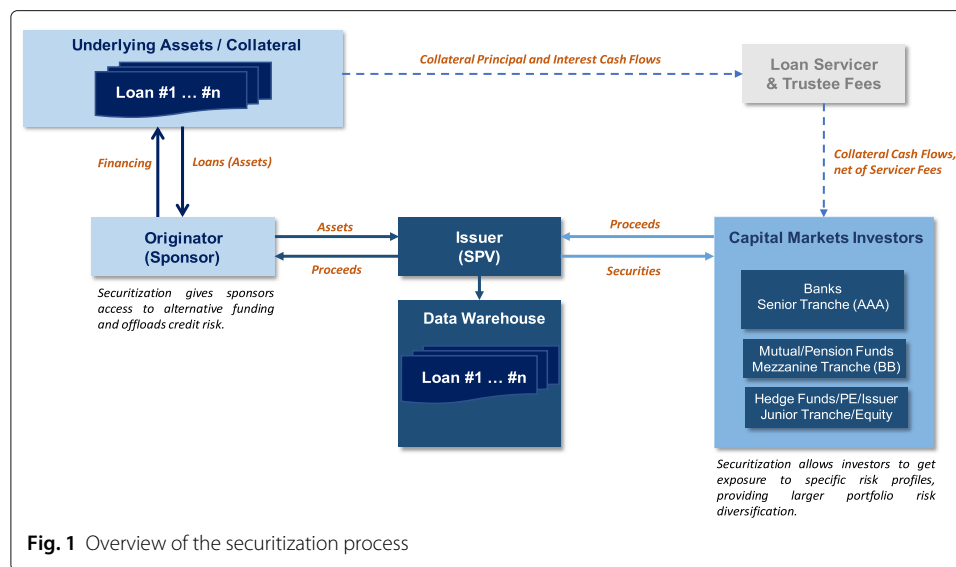 Underlying Assets / Collateral
Loan #1 … #n
Collateral Principal and Interest Cash Flows
Loan Servicer
& Trustee Fees
Financing
Loans (Assets)
Collateral Cash Flows,
net of Servicer Fees
Originator
(Sponsor)
Assets
Proceeds
Issuer
(SPV)
Proceeds
Securities
Capital Markets Investors
Banks
Senior Tranche (AAA)
Mutual/Pension Funds
Mezzanine Tranche (BB)
Hedge Funds/PE/Issuer
Junior Tranche/Equity
Securitization gives sponsors
access to alternative funding
and offloads credit risk.
Data Warehouse
Loan #1 … #n
Securitization allows investors to get
exposure to specific risk profiles,
providing larger portfolio risk
diversification.
Fig. 1 Overview of the securitization process